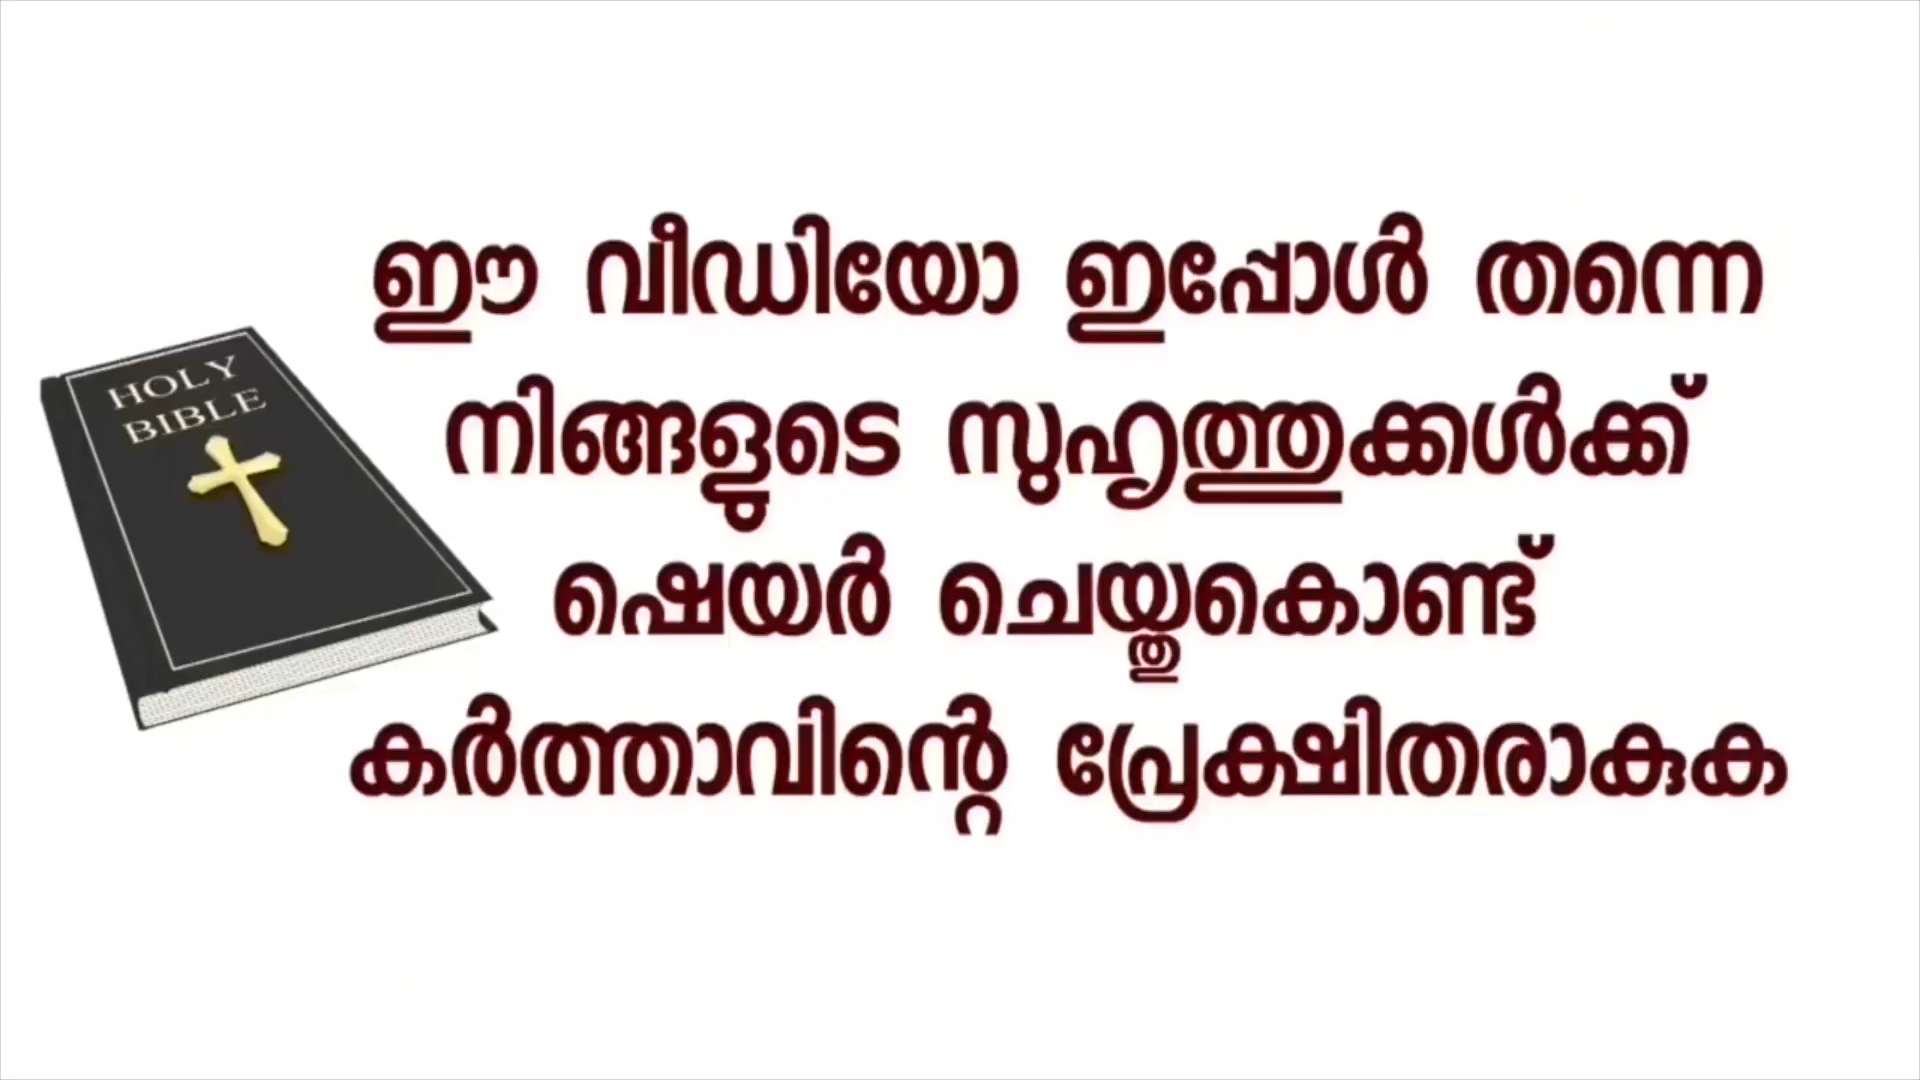 HOLY
BIBLE
ഈ വീഡിയോ ഇപ്പോൾ തന്നെ
നിങ്ങളുടെ സുഹൃത്തുക്കൾക്ക്
ഷെയർ ചെയ്തുകൊണ്ട്
കർത്താവിന്റെ പ്രേക്ഷിതരാകുക